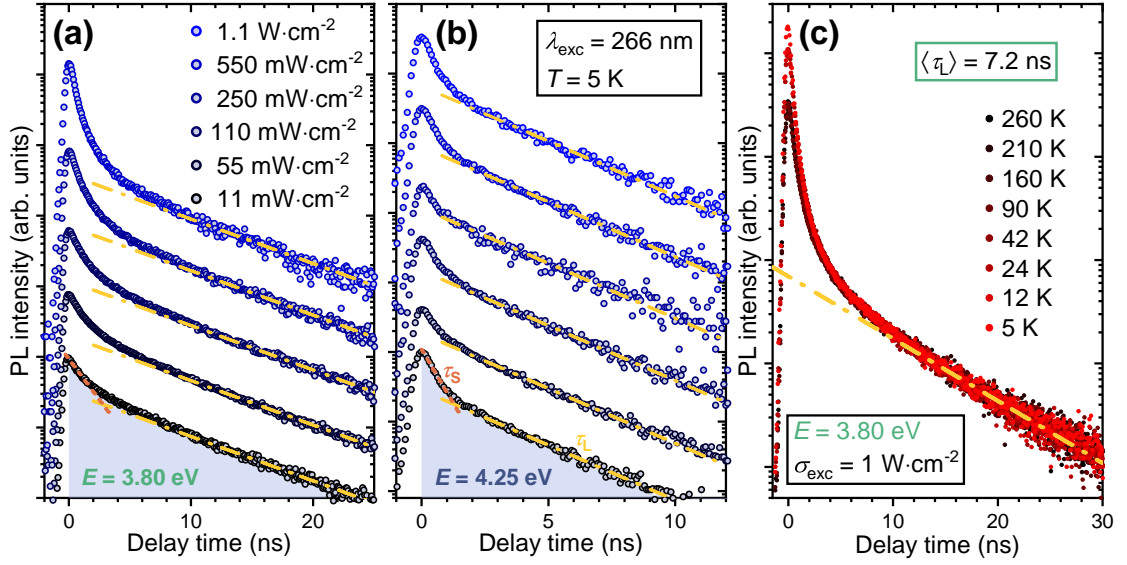 (a)
1.1 W·cm⁻²
550 mW·cm⁻²
250 mW·cm⁻²
110 mW·cm⁻²
55 mW·cm⁻²
11 mW·cm⁻²
E = 3.80 eV
PL intensity (arb. units)
0 10 20
Delay time (ns)
(b)
λexc = 266 nm
T = 5 K
τS
τL
E = 4.25 eV
0 5 10
Delay time (ns)
(c)
⟨τL⟩ = 7.2 ns
260 K
210 K
160 K
90 K
42 K
24 K
12 K
5 K
E = 3.80 eV
σexc = 1 W·cm⁻²
PL intensity (arb. units)
0 10 20 30
Delay time (ns)